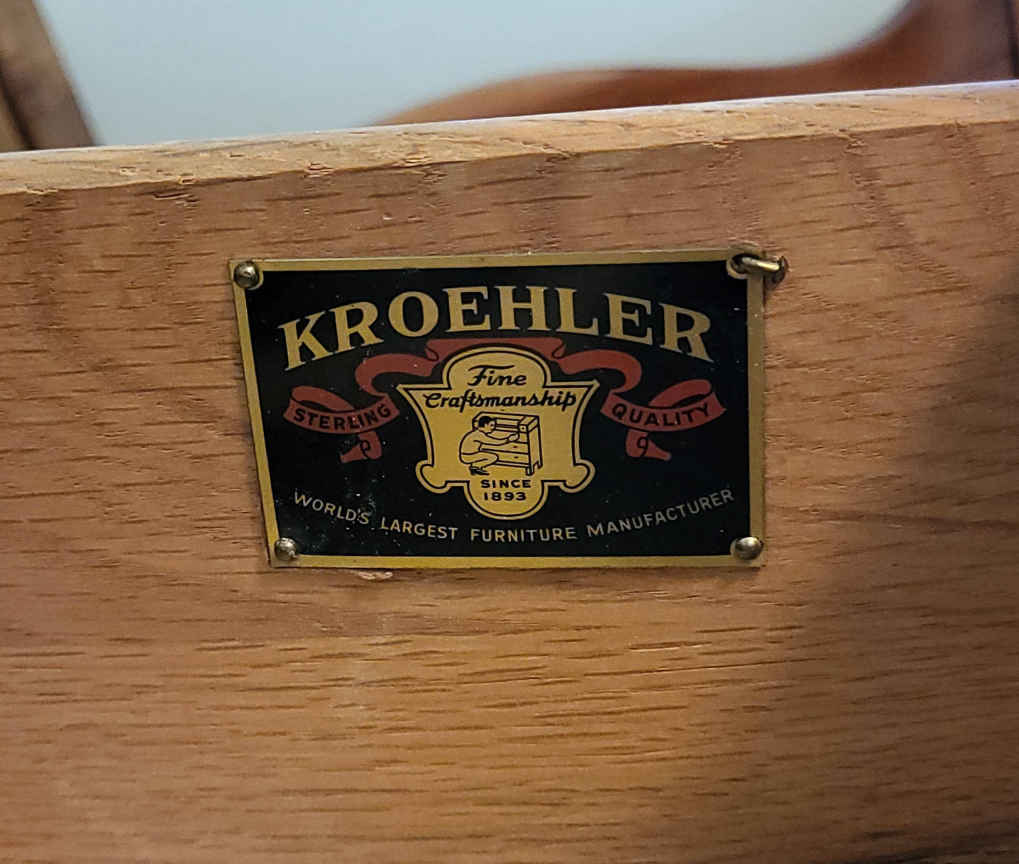 KROEHLER
Fine
Craftsmanship
STERLING
QUALITY
SINCE
1893
WORLD'S LARGEST FURNITURE MANUFACTURER